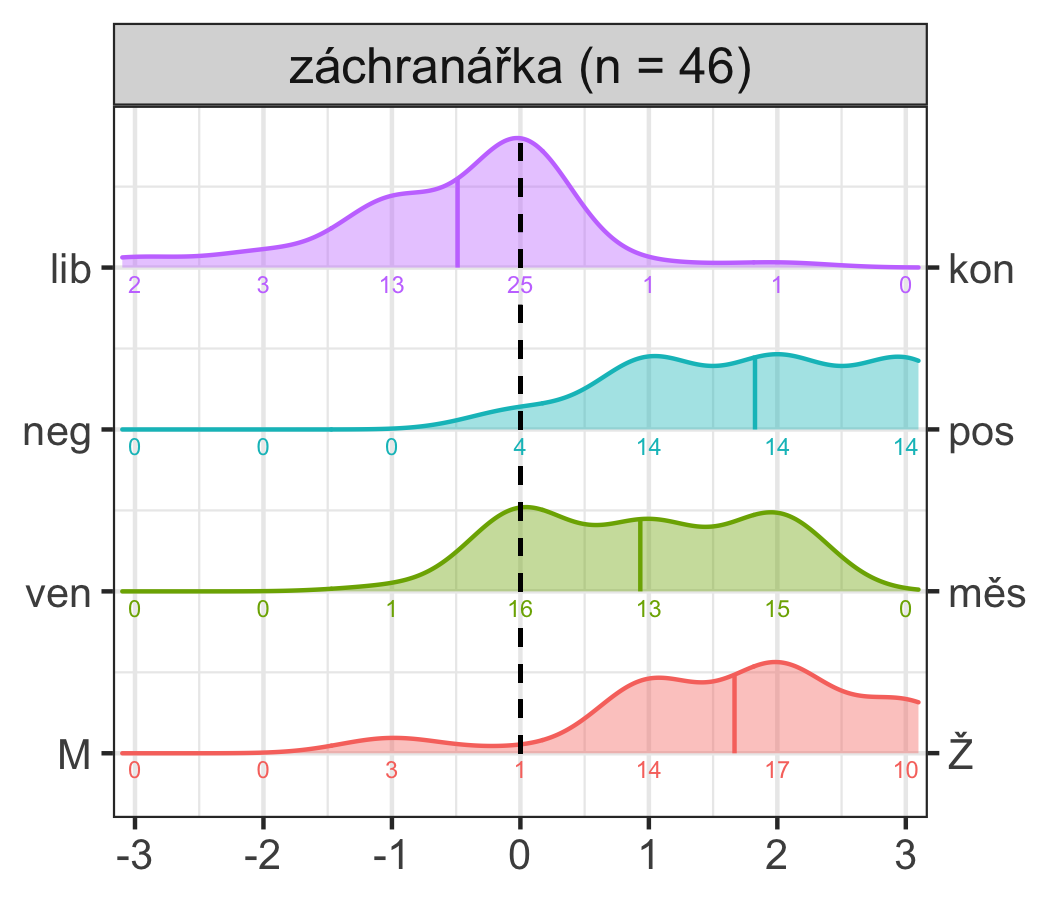 záchranářka (n = 46)
lib kon
2 3 13 25 1 1 0
neg pos
0 0 0 4 14 14 14
ven měs
0 0 1 16 13 15 0
M Ž
0 0 3 1 14 17 10
-3 -2 -1 0 1 2 3